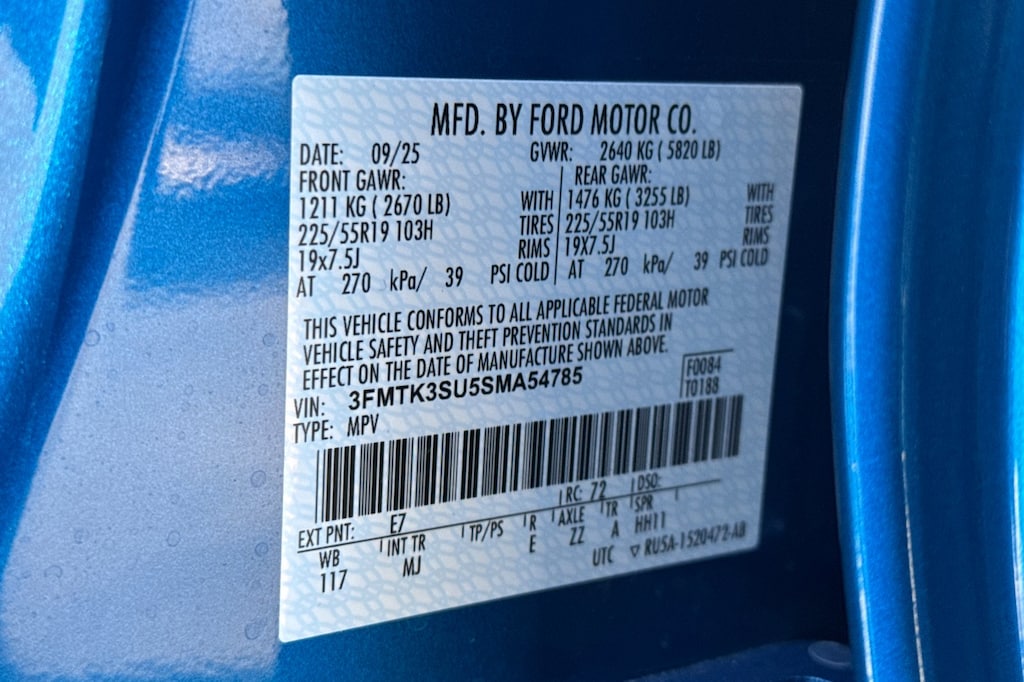 MFD. BY FORD MOTOR CO.
DATE: 09/25 GVWR: 2640 KG ( 5820 LB)
FRONT GAWR: REAR GAWR:
1211 KG ( 2670 LB) WITH 1476 KG ( 3255 LB) WITH
225/55R19 103H TIRES 225/55R19 103H TIRES
19x7.5J RIMS 19x7.5J RIMS
AT 270 kPa/ 39 PSI COLD AT 270 kPa/ 39 PSI COLD
THIS VEHICLE CONFORMS TO ALL APPLICABLE FEDERAL MOTOR
VEHICLE SAFETY AND THEFT PREVENTION STANDARDS IN
EFFECT ON THE DATE OF MANUFACTURE SHOWN ABOVE.
VIN: 3FMTK3SU5SMA54785 F0084
TYPE: MPV T0188
EXT PNT: E7 RC: 72 DSO:
WB INT TR TP/PS R AXLE TR SPR
117 MJ E ZZ A HH11
UTC ▽ RU5A-1520472-AB